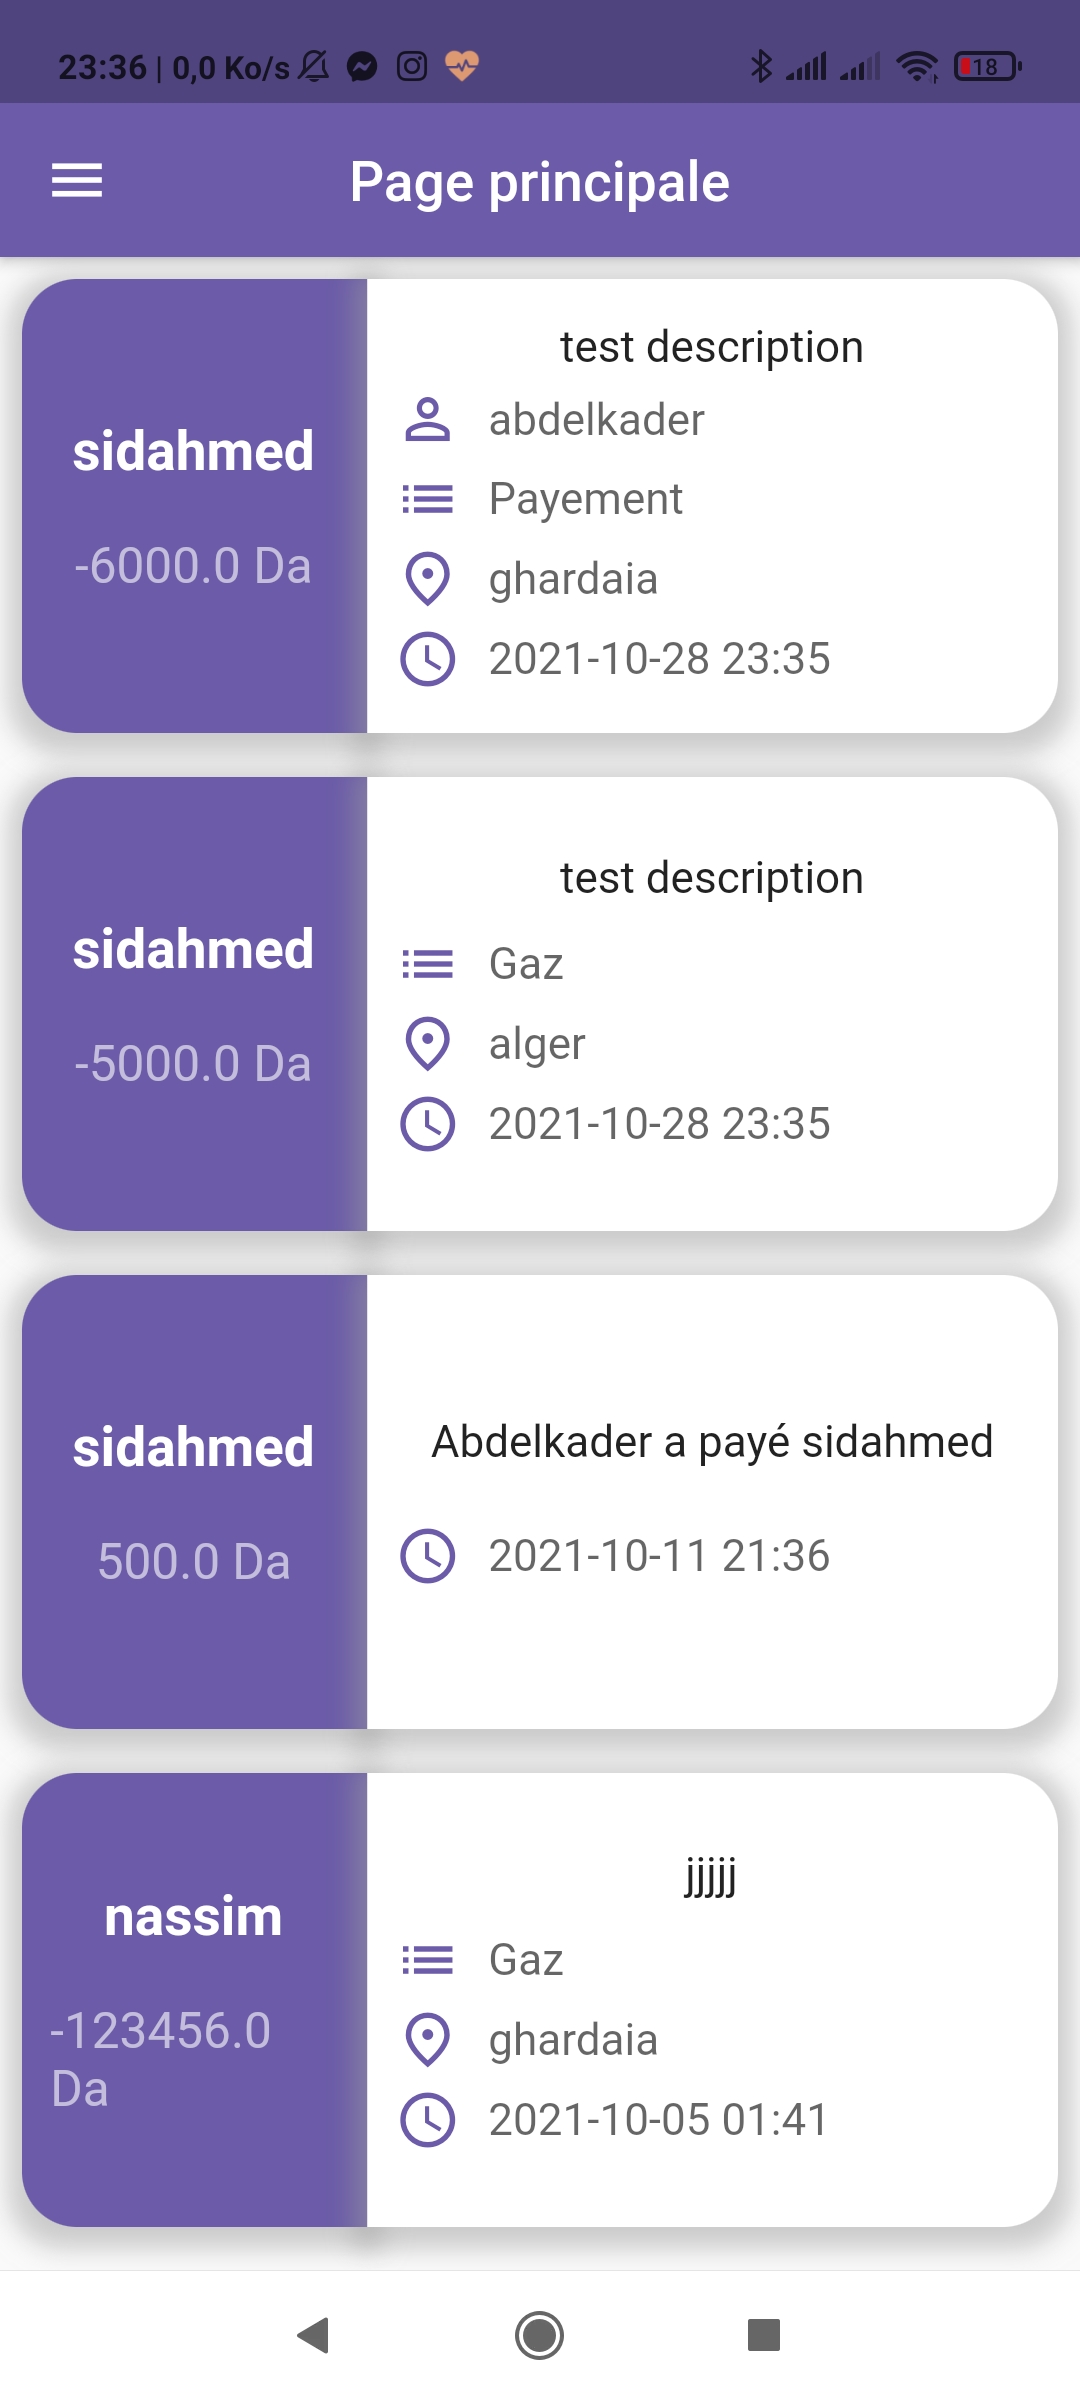 23:36 | 0,0 Ko/s
18
Page principale
sidahmed
-6000.0 Da
test description
abdelkader
Payement
ghardaia
2021-10-28 23:35
sidahmed
-5000.0 Da
test description
Gaz
alger
2021-10-28 23:35
sidahmed
500.0 Da
Abdelkader a payé sidahmed
2021-10-11 21:36
nassim
-123456.0
Da
jjjjj
Gaz
ghardaia
2021-10-05 01:41